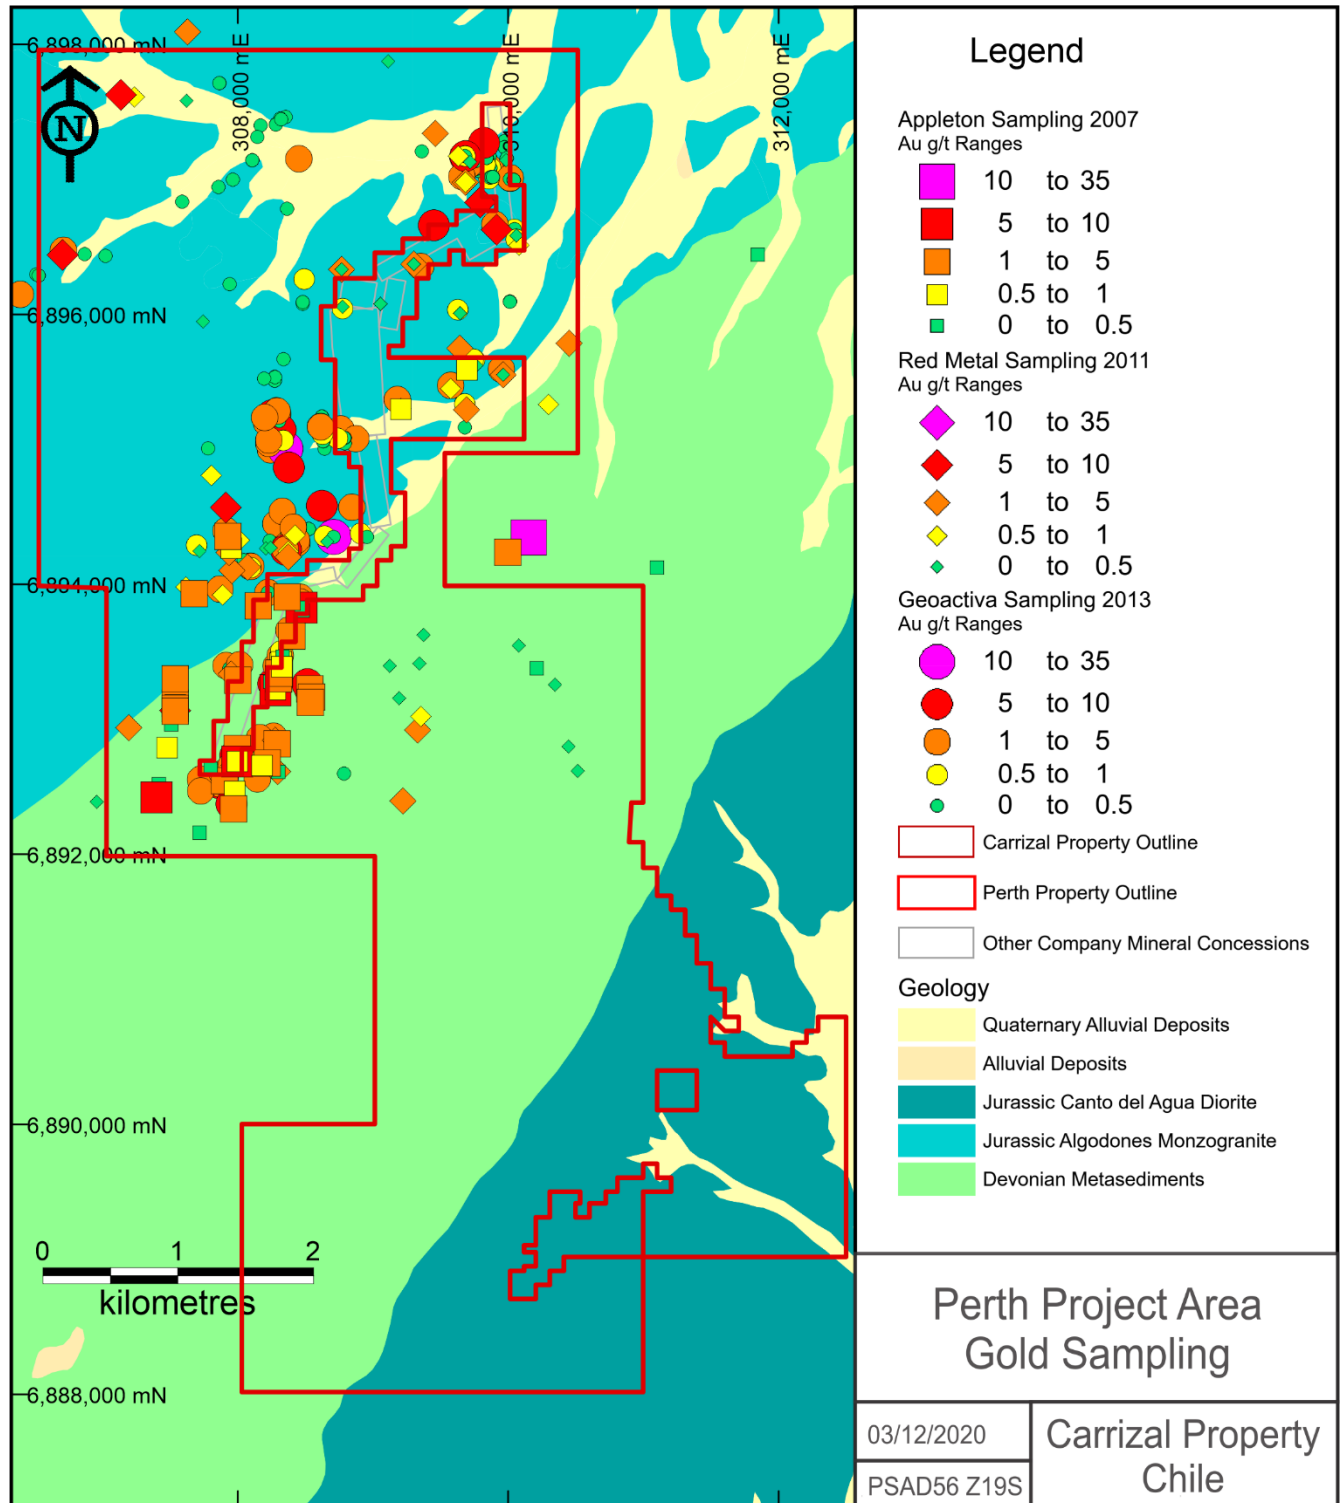 6,898,000 mN
308,000 mE
310,000 mE
312,000 mE
N
6,896,000 mN
6,894,000 mN
6,892,000 mN
6,890,000 mN
6,888,000 mN
0 1 2
kilometres
Legend
Appleton Sampling 2007
Au g/t Ranges
10 to 35
5 to 10
1 to 5
0.5 to 1
0 to 0.5
Red Metal Sampling 2011
Au g/t Ranges
10 to 35
5 to 10
1 to 5
0.5 to 1
0 to 0.5
Geoactiva Sampling 2013
Au g/t Ranges
10 to 35
5 to 10
1 to 5
0.5 to 1
0 to 0.5
Carrizal Property Outline
Perth Property Outline
Other Company Mineral Concessions
Geology
Quaternary Alluvial Deposits
Alluvial Deposits
Jurassic Canto del Agua Diorite
Jurassic Algodones Monzogranite
Devonian Metasediments
Perth Project Area
Gold Sampling
03/12/2020
PSAD56 Z19S
Carrizal Property
Chile